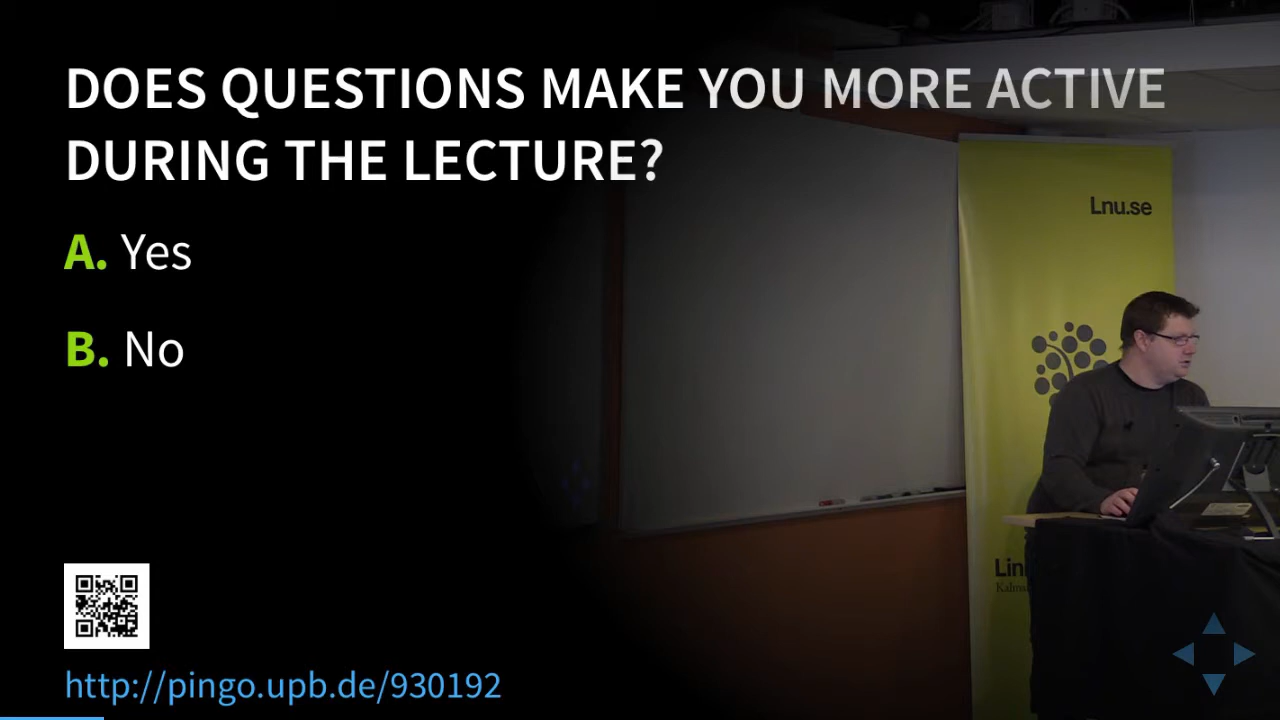 DOES QUESTIONS MAKE YOU MORE ACTIVE
DURING THE LECTURE?
Lnu.se
A. Yes
B. No
http://pingo.upb.de/930192